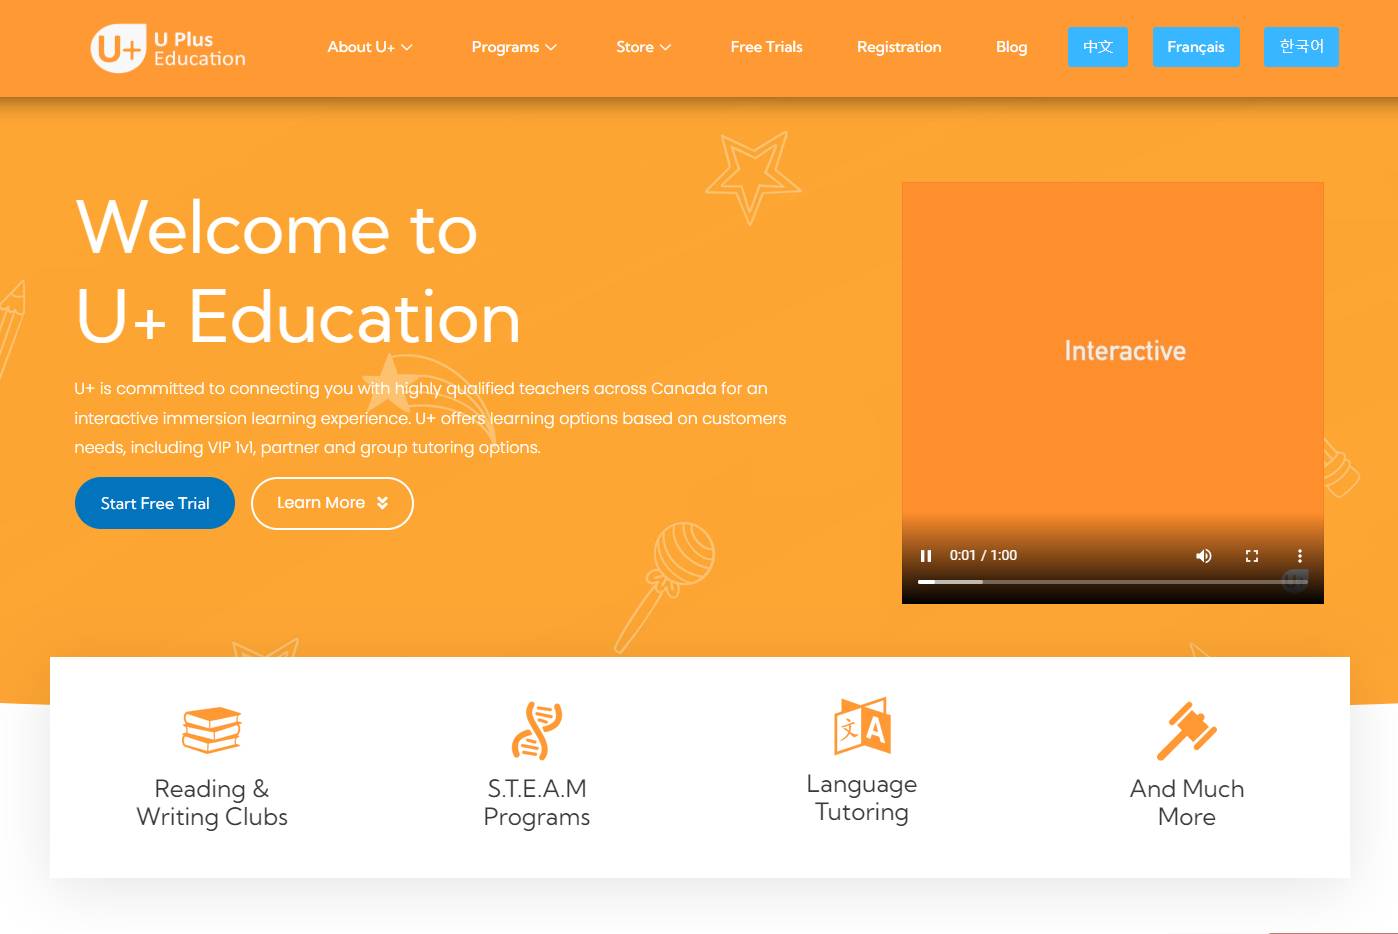 U+ U Plus
Education
About U+
Programs
Store
Free Trials
Registration
Blog
中文
Français
한국어
Welcome to
U+ Education
U+ is committed to connecting you with highly qualified teachers across Canada for an
interactive immersion learning experience. U+ offers learning options based on customers
needs, including VIP 1v1, partner and group tutoring options.
Start Free Trial
Learn More
Interactive
0:01 / 1:00
U+
文 A
Reading &
Writing Clubs
S.T.E.A.M
Programs
Language
Tutoring
And Much
More